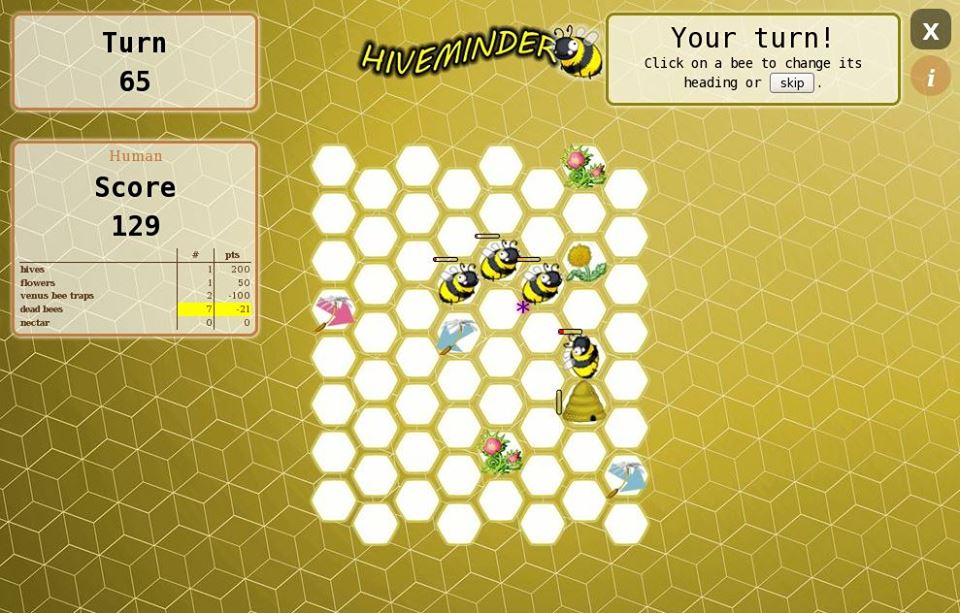 Turn
65
HIVEMINDER
Your turn!
Click on a bee to change its
heading or skip .
X
i
Human
Score
129
# pts
hives 1 200
flowers 1 50
venus bee traps 2 -100
dead bees 7 -21
nectar 0 0